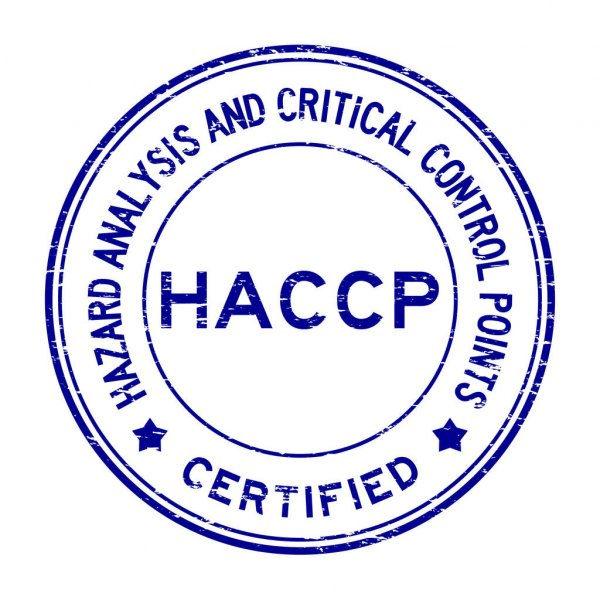 HAZARD ANALYSIS AND CRITICAL CONTROL POINTS
HACCP
CERTIFIED